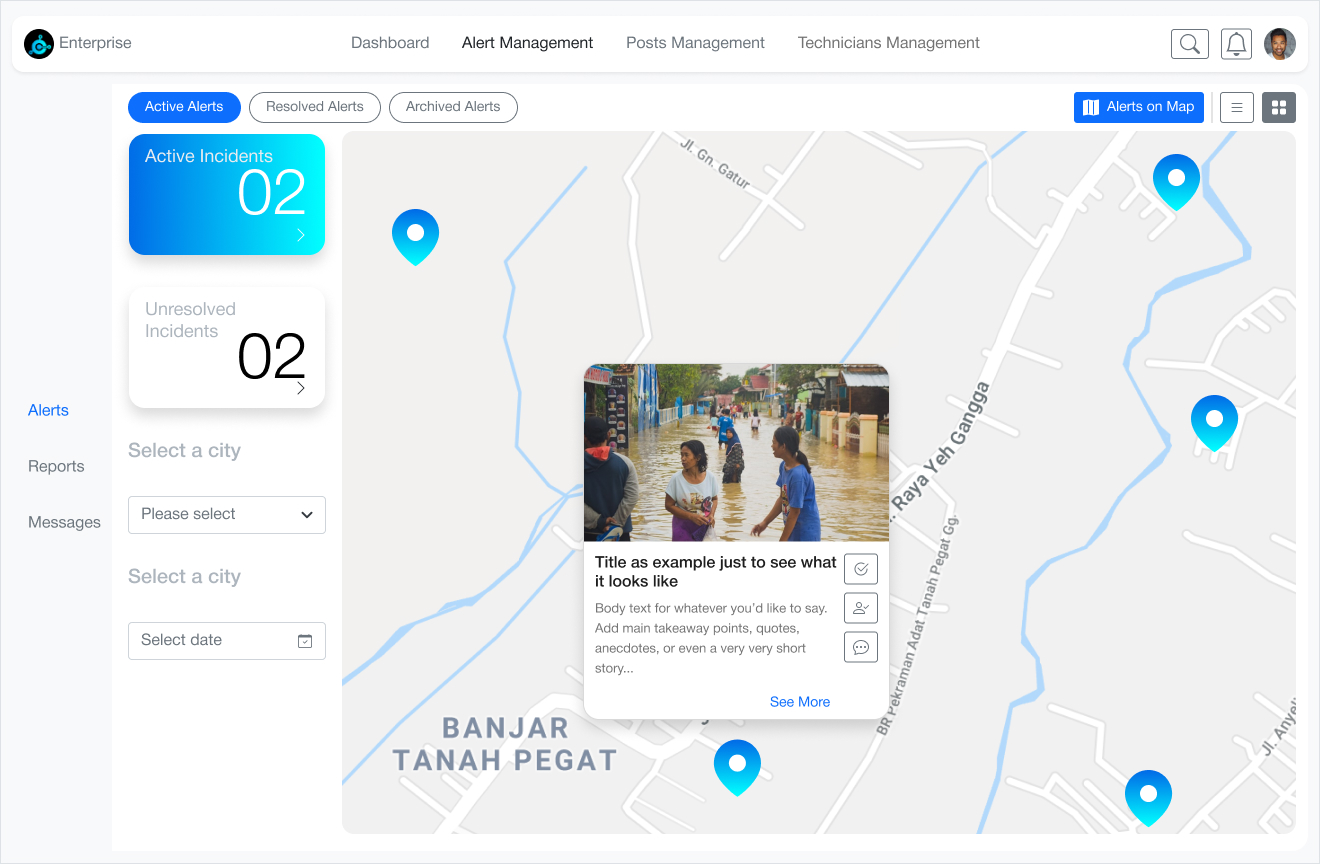 Enterprise
Dashboard
Alert Management
Posts Management
Technicians Management
Active Alerts
Resolved Alerts
Archived Alerts
Alerts on Map
Active Incidents
02
Unresolved
Incidents
02
Alerts
Reports
Messages
Select a city
Please select
Select a city
Select date
Jl. Gn. Gatur
Raya Yeh Gangga
BR Pekraman Adat Tanah Pegat Gg.
Jl. Anyeli
BANJAR
TANAH PEGAT
Title as example just to see what
it looks like
Body text for whatever you’d like to say.
Add main takeaway points, quotes,
anecdotes, or even a very very short
story...
See More